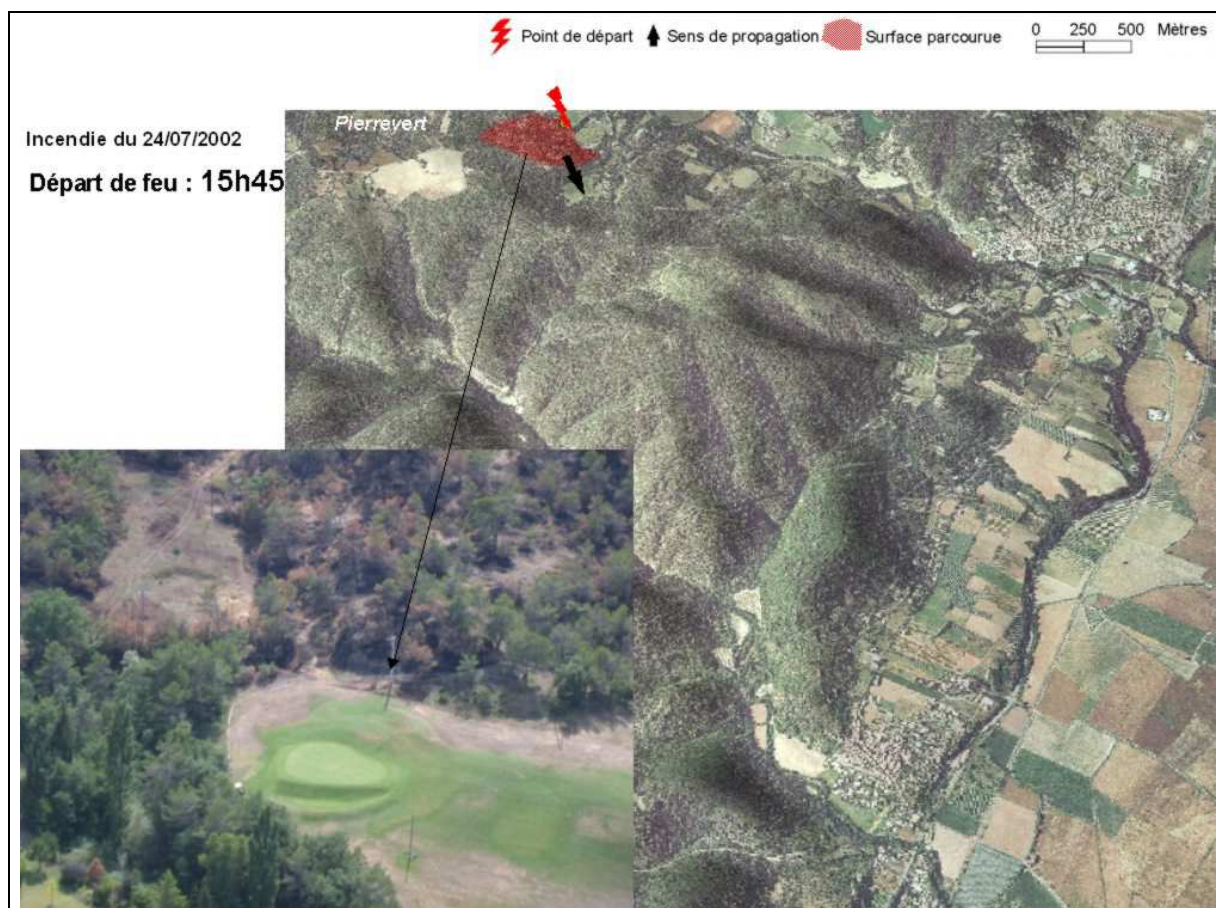 Point de départ Sens de propagation Surface parcourue 0 250 500 Mètres
Pierrevert
Incendie du 24/07/2002
Départ de feu : 15h45